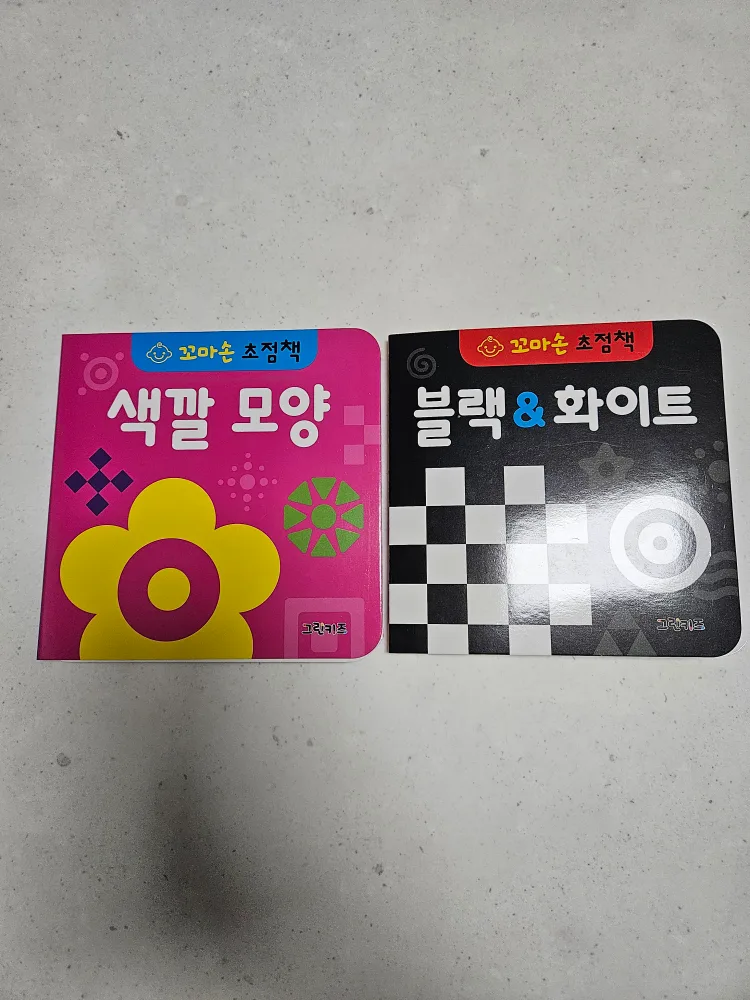 꼬마손 초점책
색깔 모양
그린키즈
꼬마손 초점책
블랙 & 화이트
그린키즈